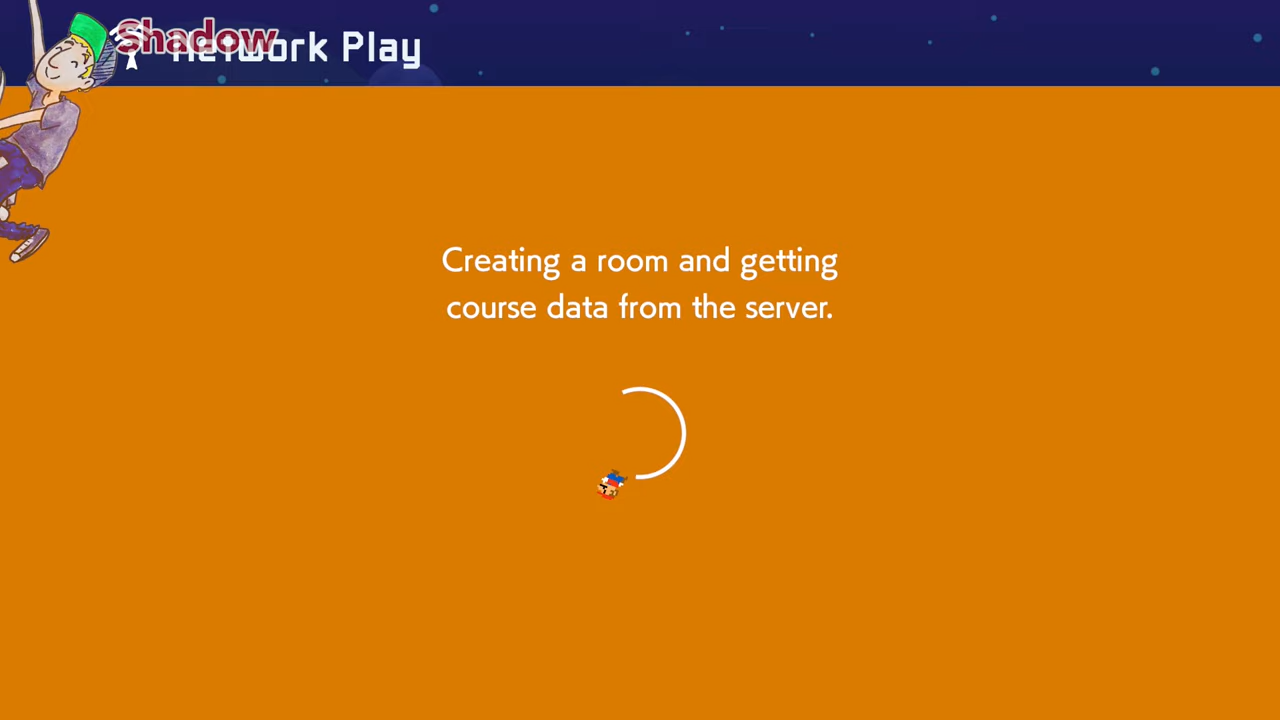 Shadow
Network Play
Creating a room and getting
course data from the server.